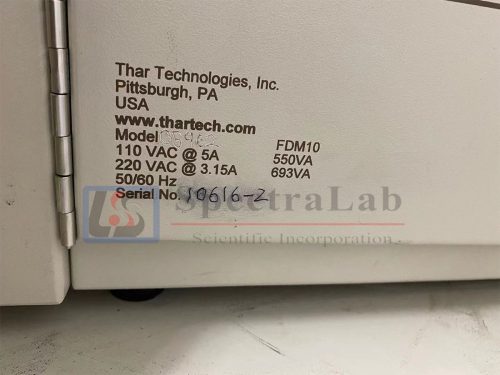 Thar Technologies, Inc.
Pittsburgh, PA
USA
www.thartech.com
Model FDM10
110 VAC @ 5A 550VA
220 VAC @ 3.15A 693VA
50/60 Hz
Serial No. 10616-2
SpectraLab
Scientific Incorporation